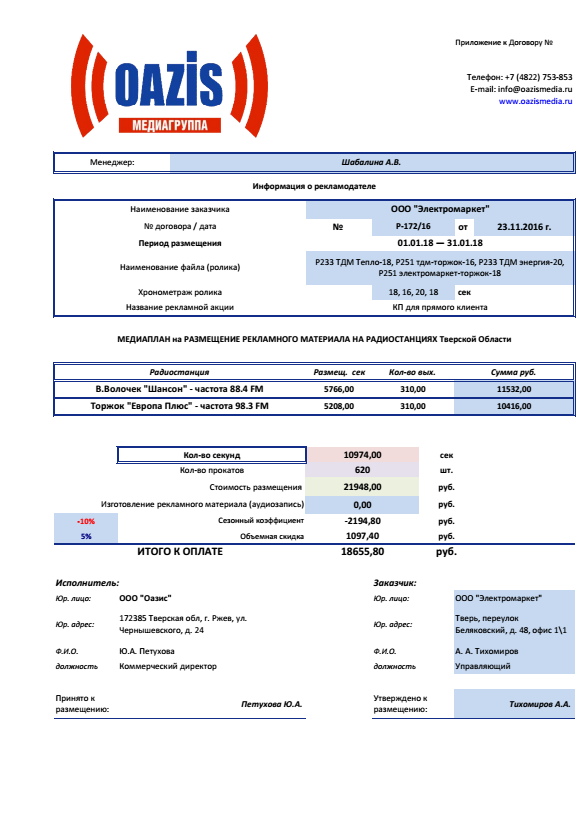 OAZIS
МЕДИАГРУППА
Приложение к Договору №
Телефон: +7 (4822) 753-853
E-mail: info@oazismedia.ru
www.oazismedia.ru
Менеджер: Шабалина А.В.
Информация о рекламодателе
Наименование заказчика ООО "Электромаркет"
№ договора / дата № Р-172/16 от 23.11.2016 г.
Период размещения 01.01.18 — 31.01.18
Наименование файла (ролика) Р233 ТДМ Тепло-18, Р251 тдм-торжок-16, Р233 ТДМ энергия-20,
Р251 электромаркет-торжок-18
Хронометраж ролика 18, 16, 20, 18 сек
Название рекламной акции КП для прямого клиента
МЕДИАПЛАН на РАЗМЕЩЕНИЕ РЕКЛАМНОГО МАТЕРИАЛА НА РАДИОСТАНЦИЯХ Тверской Области
Радиостанция Размещ. сек Кол-во вых. Сумма руб.
В.Волочек "Шансон" - частота 88.4 FM 5766,00 310,00 11532,00
Торжок "Европа Плюс" - частота 98.3 FM 5208,00 310,00 10416,00
Кол-во секунд 10974,00 сек
Кол-во прокатов 620 шт.
Стоимость размещения 21948,00 руб.
Изготовление рекламного материала (аудиозапись) 0,00 руб.
-10% Сезонный коэффициент -2194,80 руб.
5% Объемная скидка 1097,40 руб.
ИТОГО К ОПЛАТЕ 18655,80 руб.
Исполнитель: Заказчик:
Юр. лицо: ООО "Оазис" Юр. лицо: ООО "Электромаркет"
Юр. адрес: 172385 Тверская обл, г. Ржев, ул.
Чернышевского, д. 24
Юр. адрес: Тверь, переулок
Беляковский, д. 48, офис 1\1
Ф.И.О. Ю.А. Петухова Ф.И.О. А. А. Тихомиров
должность Коммерческий директор должность Управляющий
Принято к
размещению: Петухова Ю.А.
Утверждено к
размещению: Тихомиров А.А.